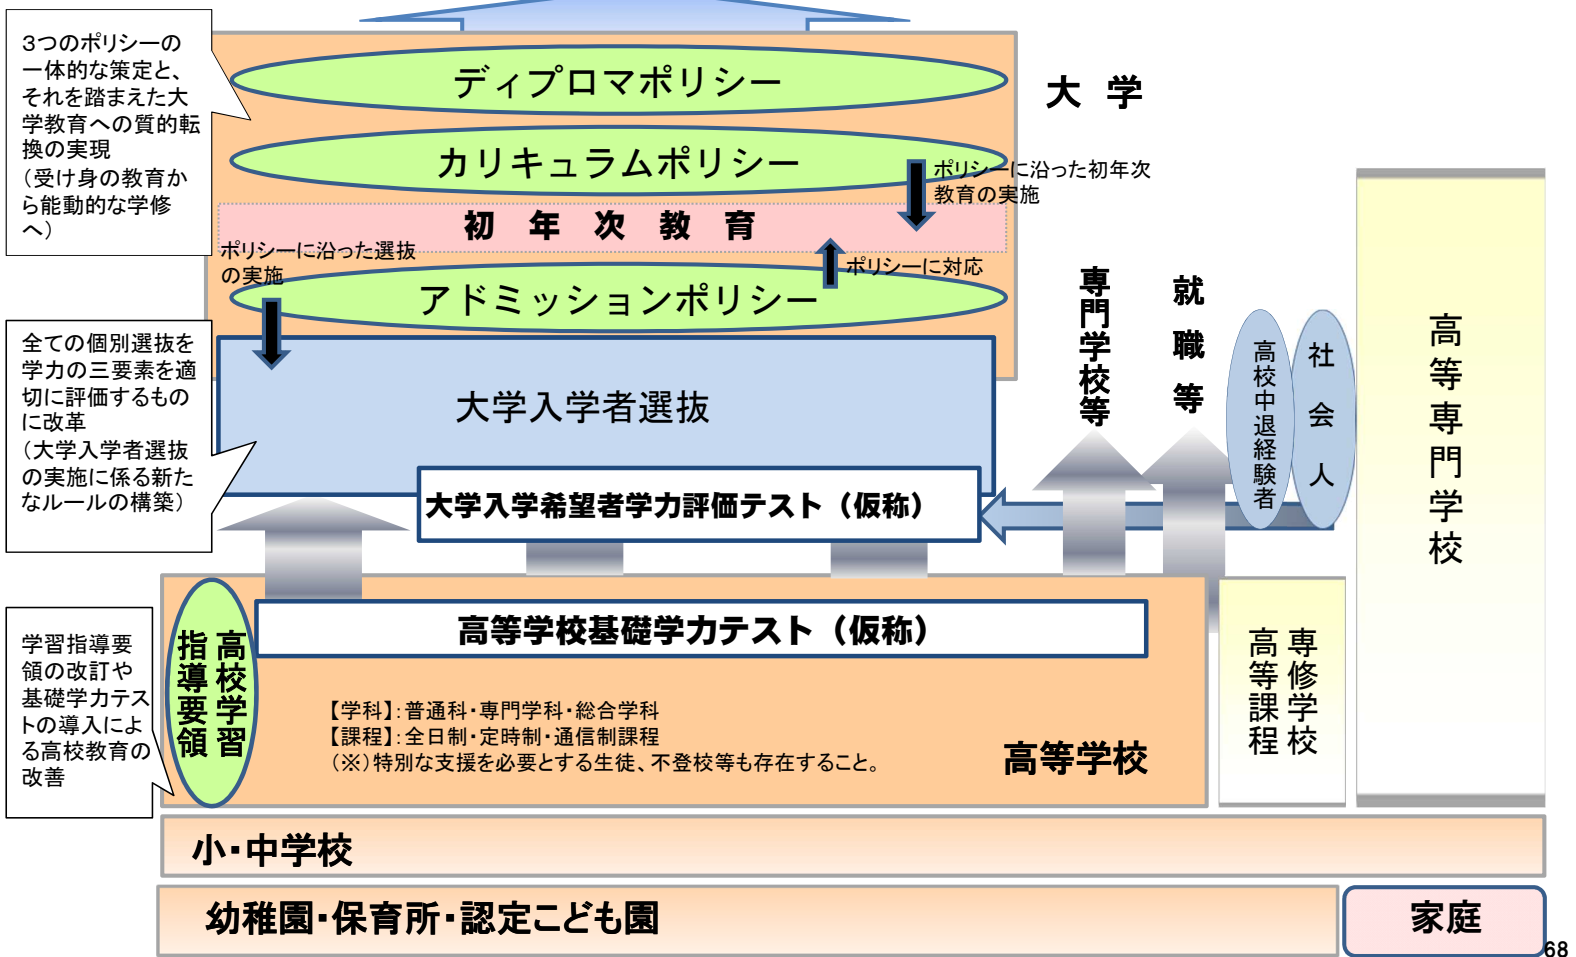 3つのポリシーの
一体的な策定と、
それを踏まえた大
学教育への質的転
換の実現
(受け身の教育か
ら能動的な学修
へ)
ディプロマポリシー
大 学
カリキュラムポリシー
ポリシーに沿った初年次
教育の実施
初 年 次 教 育
ポリシーに沿った選抜
の実施
ポリシーに対応
アドミッションポリシー
全ての個別選抜を
学力の三要素を適
切に評価するもの
に改革
(大学入学者選抜
の実施に係る新た
なルールの構築)
大学入学者選抜
大学入学希望者学力評価テスト(仮称)
専門学校等
就職等
高校中退経験者
社会人
高等専門学校
学習指導要
領の改訂や
基礎学力テス
トの導入によ
る高校教育の
改善
高校学習
指導要領
高等学校基礎学力テスト(仮称)
【学科】:普通科・専門学科・総合学科
【課程】:全日制・定時制・通信制課程
(※)特別な支援を必要とする生徒、不登校等も存在すること。
高等学校
専修学校
高等課程
小・中学校
幼稚園・保育所・認定こども園
家庭
68